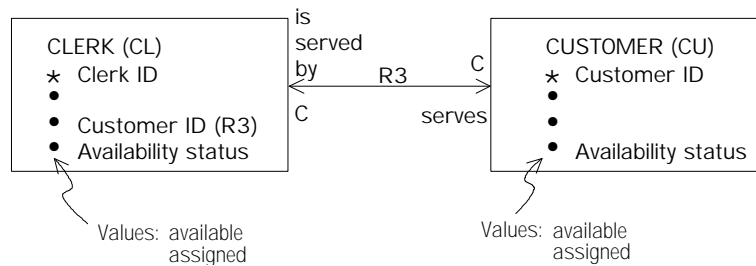 CLERK (CL)
* Clerk ID
•
• Customer ID (R3)
• Availability status
Values: available
assigned
is
served
by
C
R3
C
serves
CUSTOMER (CU)
* Customer ID
•
•
• Availability status
Values: available
assigned